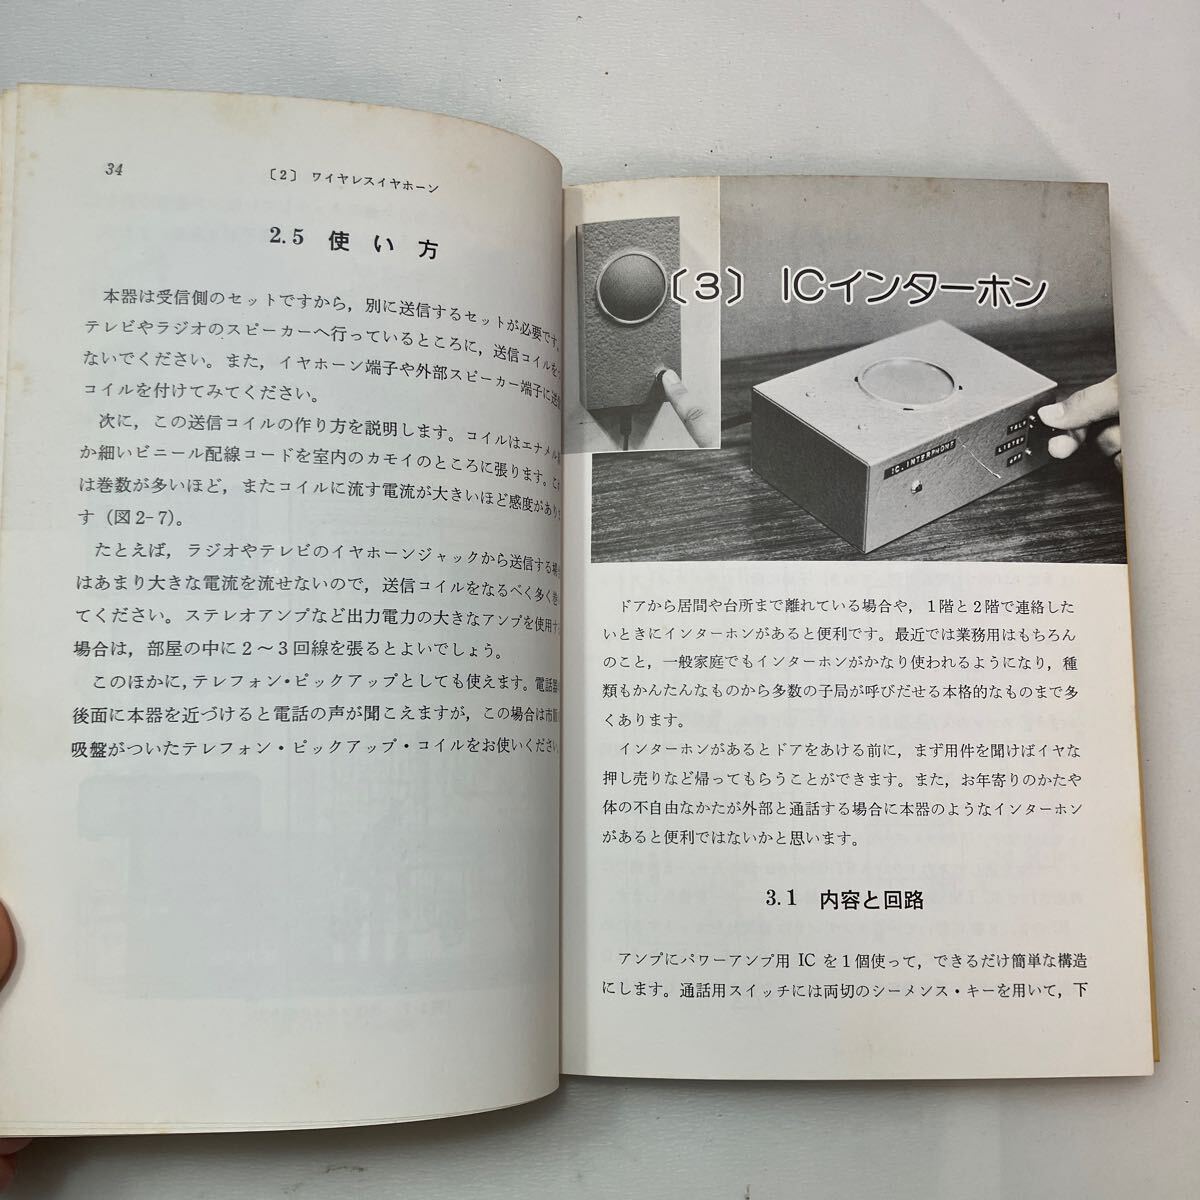 34
〔2〕 ワイヤレスイヤホーン
2.5 使い方
本器は受信側のセットですから，別に送信するセットが必要です。
テレビやラジオのスピーカーへ行っているところに，送信コイルを
ないでください。また，イヤホーン端子や外部スピーカー端子に送
コイルを付けてみてください。
次に，この送信コイルの作り方を説明します。コイルはエナメル
か細いビニール配線コードを室内のカモイのところに張ります。
は巻数が多いほど，またコイルに流す電流が大きいほど感度があり
す（図2-7）。
たとえば，ラジオやテレビのイヤホーンジャックから送信する場
はあまり大きな電流を流せないので，送信コイルをなるべく多く巻
てください。ステレオアンプなど出力電力の大きなアンプを使用
場合は，部屋の中に2～3回線を張るとよいでしょう。
このほかに，テレフォン・ピックアップとしても使えます。電話器
後面に本器を近づけると電話の声が聞こえますが，この場合は市販
吸盤がついたテレフォン・ピックアップ・コイルをお使いください。
〔3〕 ICインターホン
IC. INTERPHONE
TALK
LISTEN
OFF
ドアから居間や台所まで離れている場合や，1階と2階で連絡した
いときにインターホンがあると便利です。最近では業務用はもちろん
のこと，一般家庭でもインターホンがかなり使われるようになり，種
類もかんたんなものから多数の子局が呼びだせる本格的なものまで多
くあります。
インターホンがあるとドアをあける前に，まず用件を聞けばイヤな
押し売りなど帰ってもらうことができます。また，お年寄りのかたや
体の不自由なかたが外部と通話する場合に本器のようなインターホン
があると便利ではないかと思います。
3.1 内容と回路
アンプにパワーアンプ用 IC を1個使って，できるだけ簡単な構造
にします。通話用スイッチには両切のシーメンス・キーを用いて，下